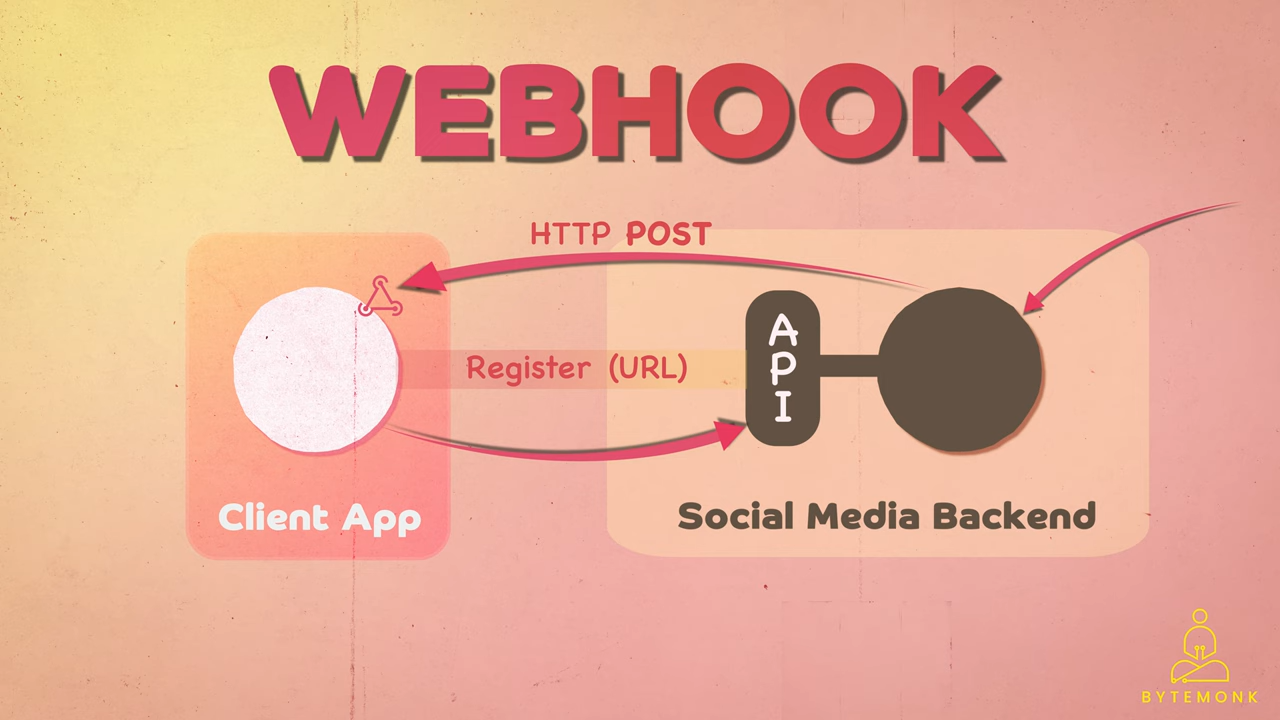 WEBHOOK
HTTP POST
Register (URL)
API
Client App
Social Media Backend
BYTEMONK